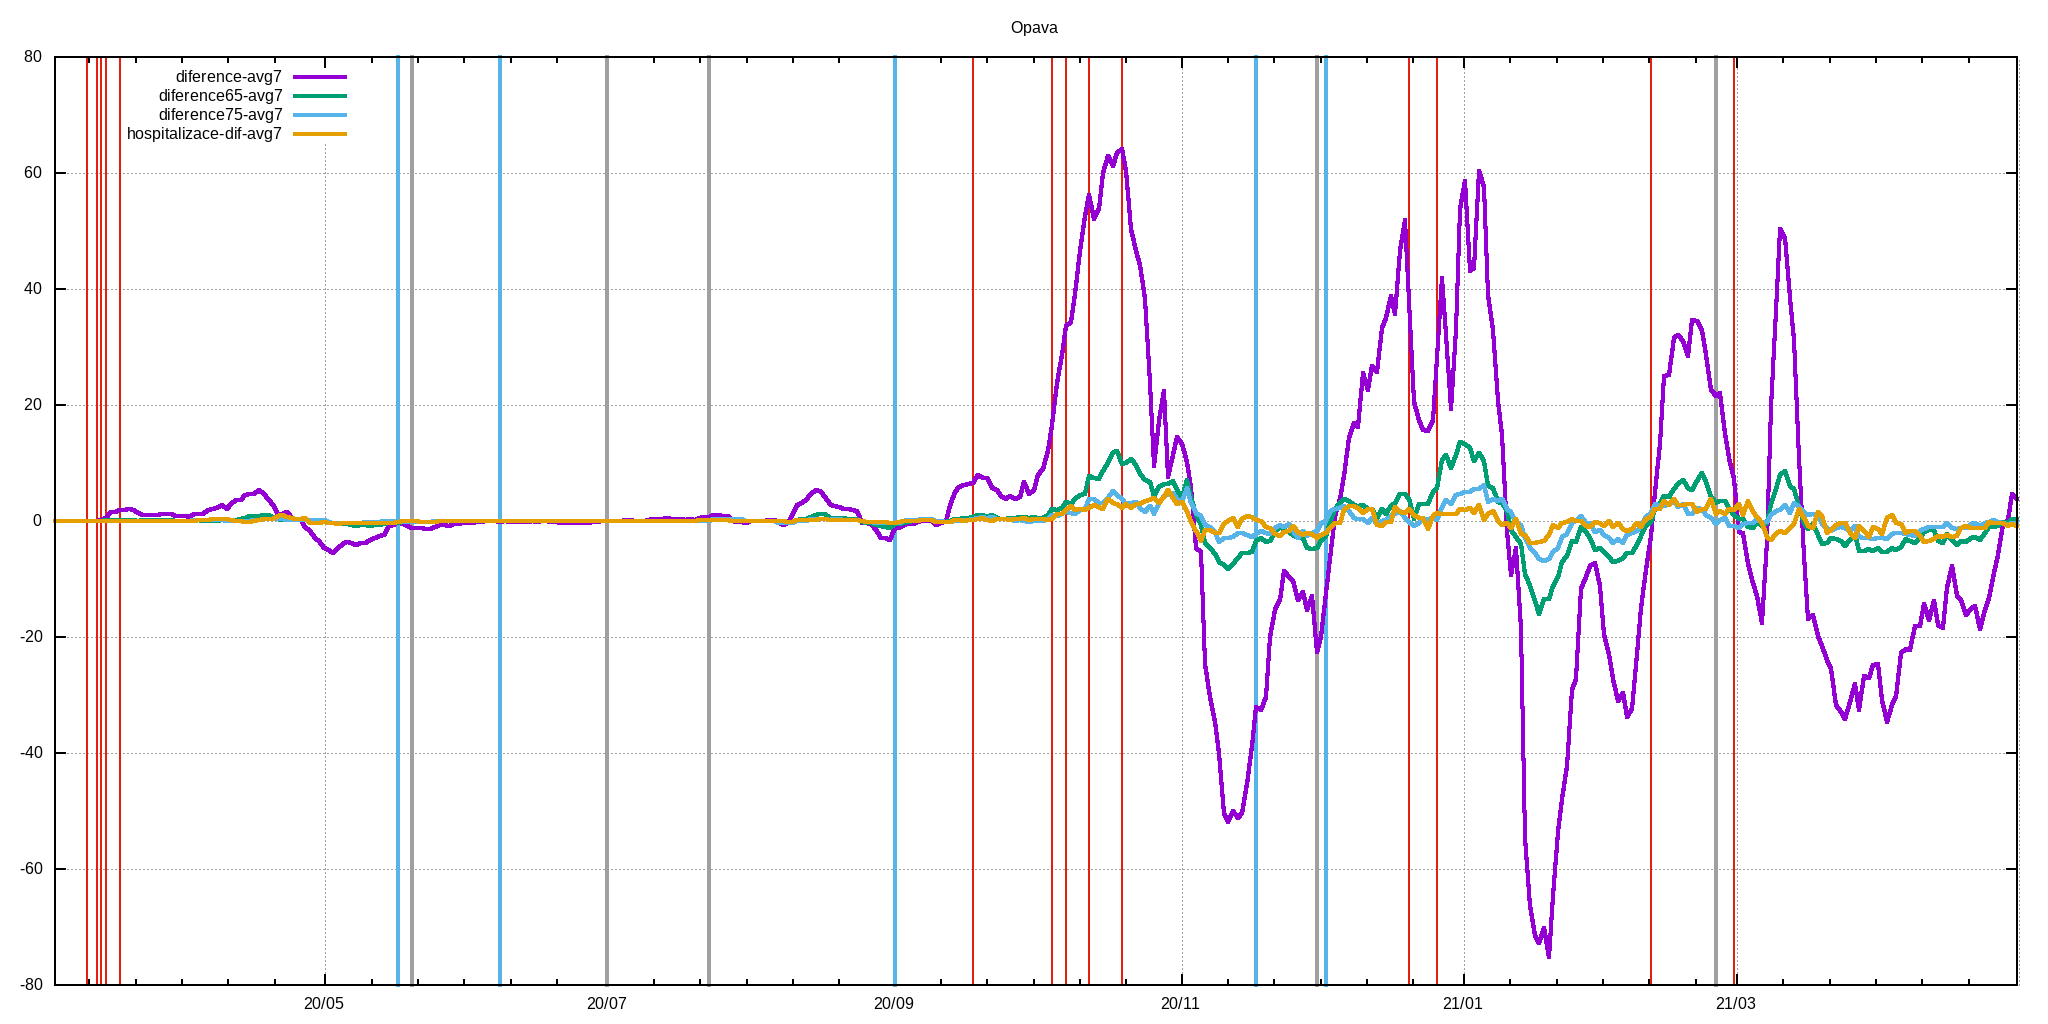 Opava
diference-avg7
diference65-avg7
diference75-avg7
hospitalizace-dif-avg7
80
60
40
20
0
-20
-40
-60
-80
20/05 20/07 20/09 20/11 21/01 21/03